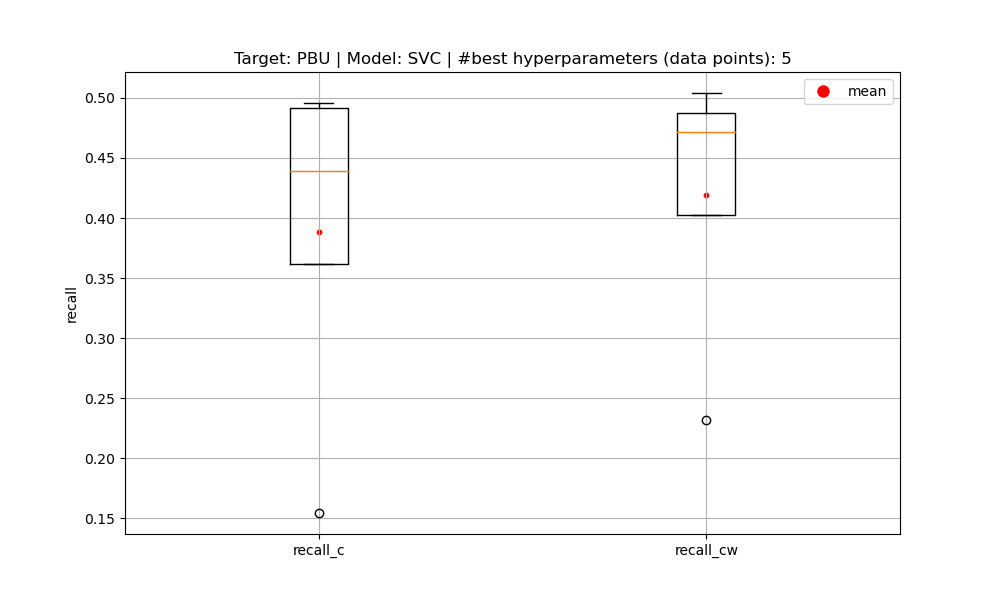 Target: PBU | Model: SVC | #best hyperparameters (data points): 5
mean
0.50
0.45
0.40
0.35
0.30
0.25
0.20
0.15
recall
recall_c
recall_cw